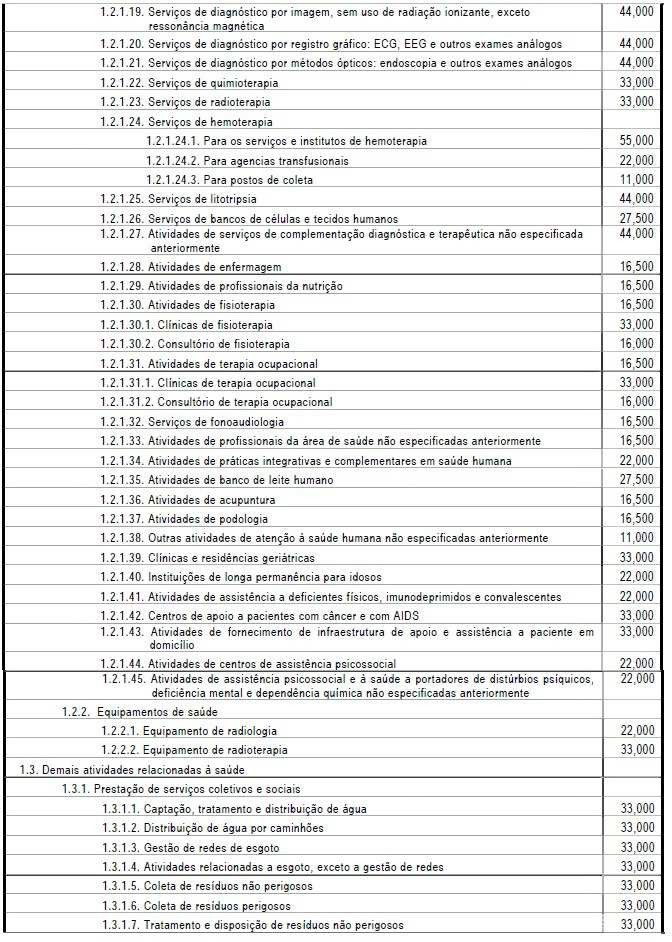 1.2.1.19. Serviços de diagnóstico por imagem, sem uso de radiação ionizante, exceto 44,000
ressonância magnética
1.2.1.20. Serviços de diagnóstico por registro gráfico: ECG, EEG e outros exames análogos 44,000
1.2.1.21. Serviços de diagnóstico por métodos ópticos: endoscopia e outros exames análogos 44,000
1.2.1.22. Serviços de quimioterapia 33,000
1.2.1.23. Serviços de radioterapia 33,000
1.2.1.24. Serviços de hemoterapia
1.2.1.24.1. Para os serviços e institutos de hemoterapia 55,000
1.2.1.24.2. Para agencias transfusionais 22,000
1.2.1.24.3. Para postos de coleta 11,000
1.2.1.25. Serviços de litotripsia 44,000
1.2.1.26. Serviços de bancos de células e tecidos humanos 27,500
1.2.1.27. Atividades de serviços de complementação diagnóstica e terapêutica não especificada 44,000
anteriormente
1.2.1.28. Atividades de enfermagem 16,500
1.2.1.29. Atividades de profissionais da nutrição 16,500
1.2.1.30. Atividades de fisioterapia 16,500
1.2.1.30.1. Clínicas de fisioterapia 33,000
1.2.1.30.2. Consultório de fisioterapia 16,000
1.2.1.31. Atividades de terapia ocupacional 16,500
1.2.1.31.1. Clínicas de terapia ocupacional 33,000
1.2.1.31.2. Consultório de terapia ocupacional 16,000
1.2.1.32. Serviços de fonoaudiologia 16,500
1.2.1.33. Atividades de profissionais da área de saúde não especificadas anteriormente 16,500
1.2.1.34. Atividades de práticas integrativas e complementares em saúde humana 22,000
1.2.1.35. Atividades de banco de leite humano 27,500
1.2.1.36. Atividades de acupuntura 16,500
1.2.1.37. Atividades de podologia 16,500
1.2.1.38. Outras atividades de atenção á saúde humana não especificadas anteriormente 11,000
1.2.1.39. Clínicas e residências geriátricas 33,000
1.2.1.40. Instituições de longa permanência para idosos 22,000
1.2.1.41. Atividades de assistência a deficientes físicos, imunodeprimidos e convalescentes 22,000
1.2.1.42. Centros de apoio a pacientes com câncer e com AIDS 33,000
1.2.1.43. Atividades de fornecimento de infraestrutura de apoio e assistência a paciente em 33,000
domicílio
1.2.1.44. Atividades de centros de assistência psicossocial 22,000
1.2.1.45. Atividades de assistência psicossocial e á saúde a portadores de distúrbios psíquicos, 22,000
deficiência mental e dependência química não especificadas anteriormente
1.2.2. Equipamentos de saúde
1.2.2.1. Equipamento de radiologia 22,000
1.2.2.2. Equipamento de radioterapia 33,000
1.3. Demais atividades relacionadas á saúde
1.3.1. Prestação de serviços coletivos e sociais
1.3.1.1. Captação, tratamento e distribuição de água 33,000
1.3.1.2. Distribuição de água por caminhões 33,000
1.3.1.3. Gestão de redes de esgoto 33,000
1.3.1.4. Atividades relacionadas a esgoto, exceto a gestão de redes 33,000
1.3.1.5. Coleta de resíduos não perigosos 33,000
1.3.1.6. Coleta de resíduos perigosos 33,000
1.3.1.7. Tratamento e disposição de resíduos não perigosos 33,000